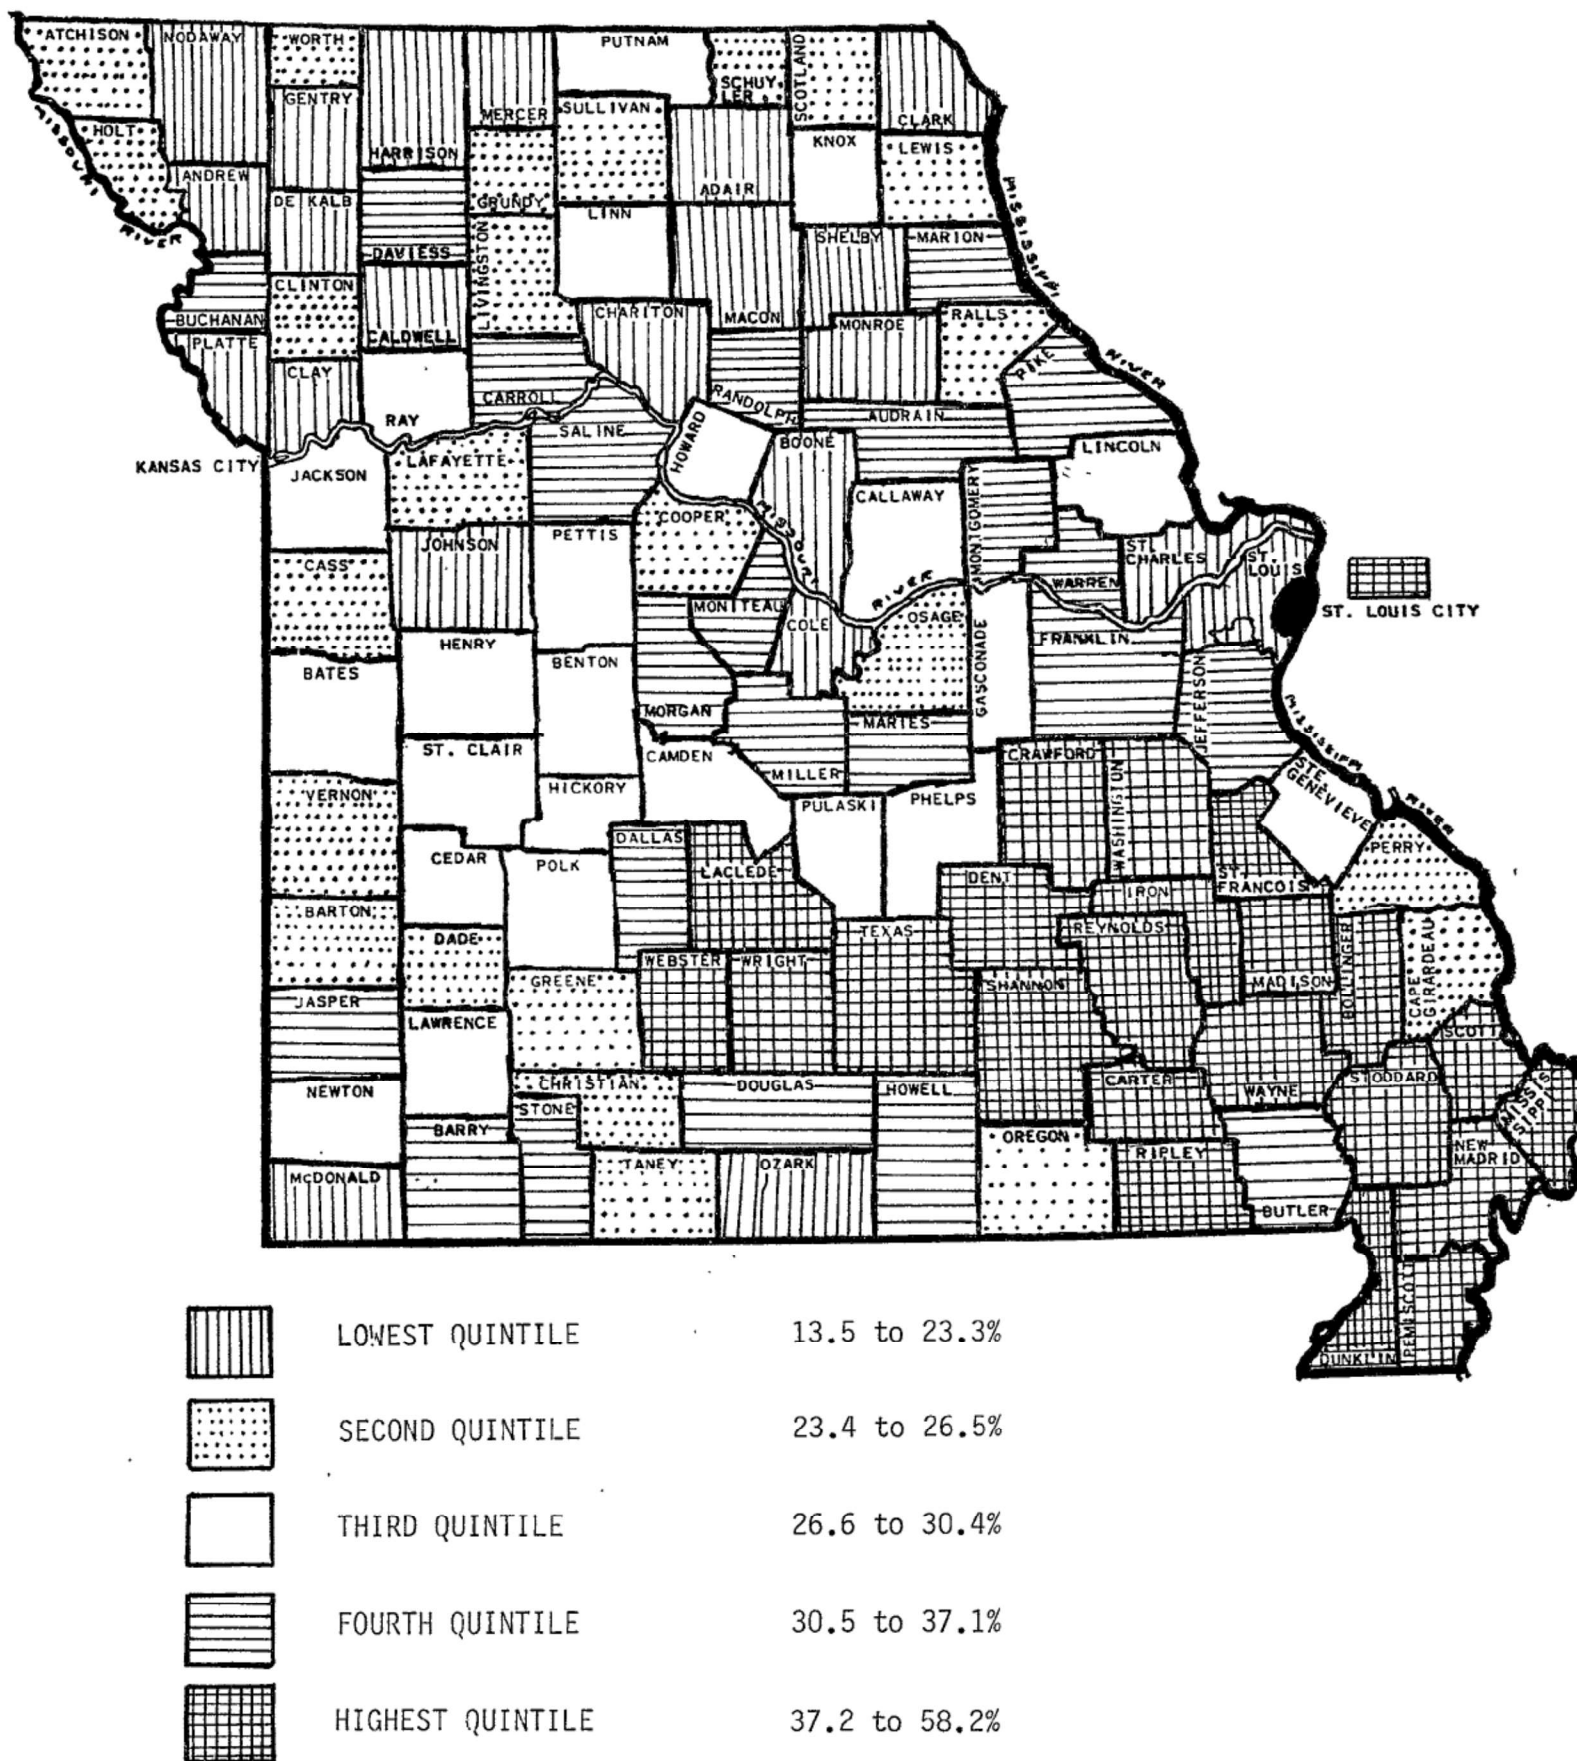 ATCHISON
NODAWAY
WORTH
PUTNAM
SCHUY
LER
SCOTLAND
GENTRY
MERCER
SULLIVAN
CLARK
HOLT
HARRISON
KNOX
LEWIS
MISSOURI
RIVER
ANDREW
DE KALB
GRUNDY
ADAIR
LINN
MISSISSIPPI
RIVER
DAVIESS
LIVINGSTON
SHELBY
MARION
CLINTON
BUCHANAN
CALDWELL
CHARITON
MACON
MONROE
RALLS
PLATTE
CLAY
PIKE
RAY
CARROLL
RANDOLPH
AUDRAIN
SALINE
HOWARD
BOONE
LINCOLN
KANSAS CITY
JACKSON
LAFAYETTE
CALLAWAY
MONTGOMERY
COOPER
MISSOURI
RIVER
JOHNSON
PETTIS
ST.
CHARLES
ST.
LOUIS
CASS
WARREN
ST. LOUIS CITY
MONITEAU
COLE
OSAGE
GASCONADE
FRANKLIN
HENRY
BENTON
BATES
JEFFERSON
MORGAN
MARIES
MISSISSIPPI
RIVER
ST. CLAIR
CAMDEN
MILLER
CRAWFORD
WASHINGTON
STE.
GENEVIEVE
VERNON
HICKORY
PULASKI
PHELPS
CEDAR
POLK
DALLAS
LACLEDE
DENT
IRON
ST.
FRANCOIS
PERRY
BARTON
DADE
TEXAS
REYNOLDS
BOLLINGER
CAPE
GIRARDEAU
WEBSTER
WRIGHT
GREENE
SHANNON
MADISON
JASPER
LAWRENCE
SCOTT
NEWTON
CHRISTIAN
DOUGLAS
HOWELL
CARTER
WAYNE
STODDARD
MISSIS
SIPPI
STONE
BARRY
OREGON
RIPLEY
NEW
MADRID
McDONALD
TANEY
OZARK
BUTLER
DUNKLIN
PEMISCOT
LOWEST QUINTILE 13.5 to 23.3%
SECOND QUINTILE 23.4 to 26.5%
THIRD QUINTILE 26.6 to 30.4%
FOURTH QUINTILE 30.5 to 37.1%
HIGHEST QUINTILE 37.2 to 58.2%